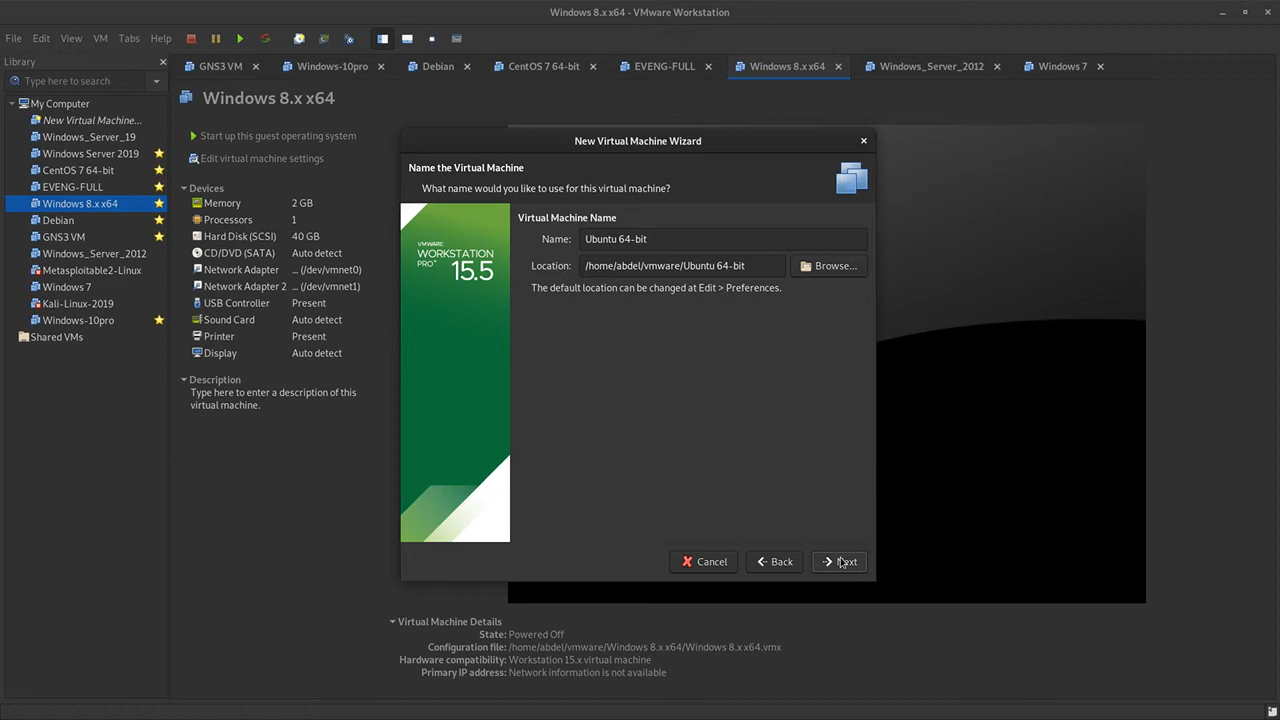 Windows 8.x x64 - VMware Workstation
File Edit View VM Tabs Help
Library
Type here to search
My Computer
New Virtual Machine...
Windows_Server_19
Windows Server 2019
CentOS 7 64-bit
EVENG-FULL
Windows 8.x x64
Debian
GNS3 VM
Windows_Server_2012
Metasploitable2-Linux
Windows 7
Kali-Linux-2019
Windows-10pro
Shared VMs
GNS3 VM Windows-10pro Debian CentOS 7 64-bit EVENG-FULL Windows 8.x x64 Windows_Server_2012 Windows 7
Windows 8.x x64
Start up this guest operating system
Edit virtual machine settings
Devices
Memory 2 GB
Processors 1
Hard Disk (SCSI) 40 GB
CD/DVD (SATA) Auto detect
Network Adapter ... (/dev/vmnet0)
Network Adapter 2 ... (/dev/vmnet1)
USB Controller Present
Sound Card Auto detect
Printer Present
Display Auto detect
Description
Type here to enter a description of this
virtual machine.
New Virtual Machine Wizard
Name the Virtual Machine
What name would you like to use for this virtual machine?
VMWARE
WORKSTATION
PRO™ 15.5
Virtual Machine Name
Name: Ubuntu 64-bit
Location: /home/abdel/vmware/Ubuntu 64-bit Browse...
The default location can be changed at Edit > Preferences.
Cancel Back Next
Virtual Machine Details
State: Powered Off
Configuration file: /home/abdel/vmware/Windows 8.x x64/Windows 8.x x64.vmx
Hardware compatibility: Workstation 15.x virtual machine
Primary IP address: Network information is not available